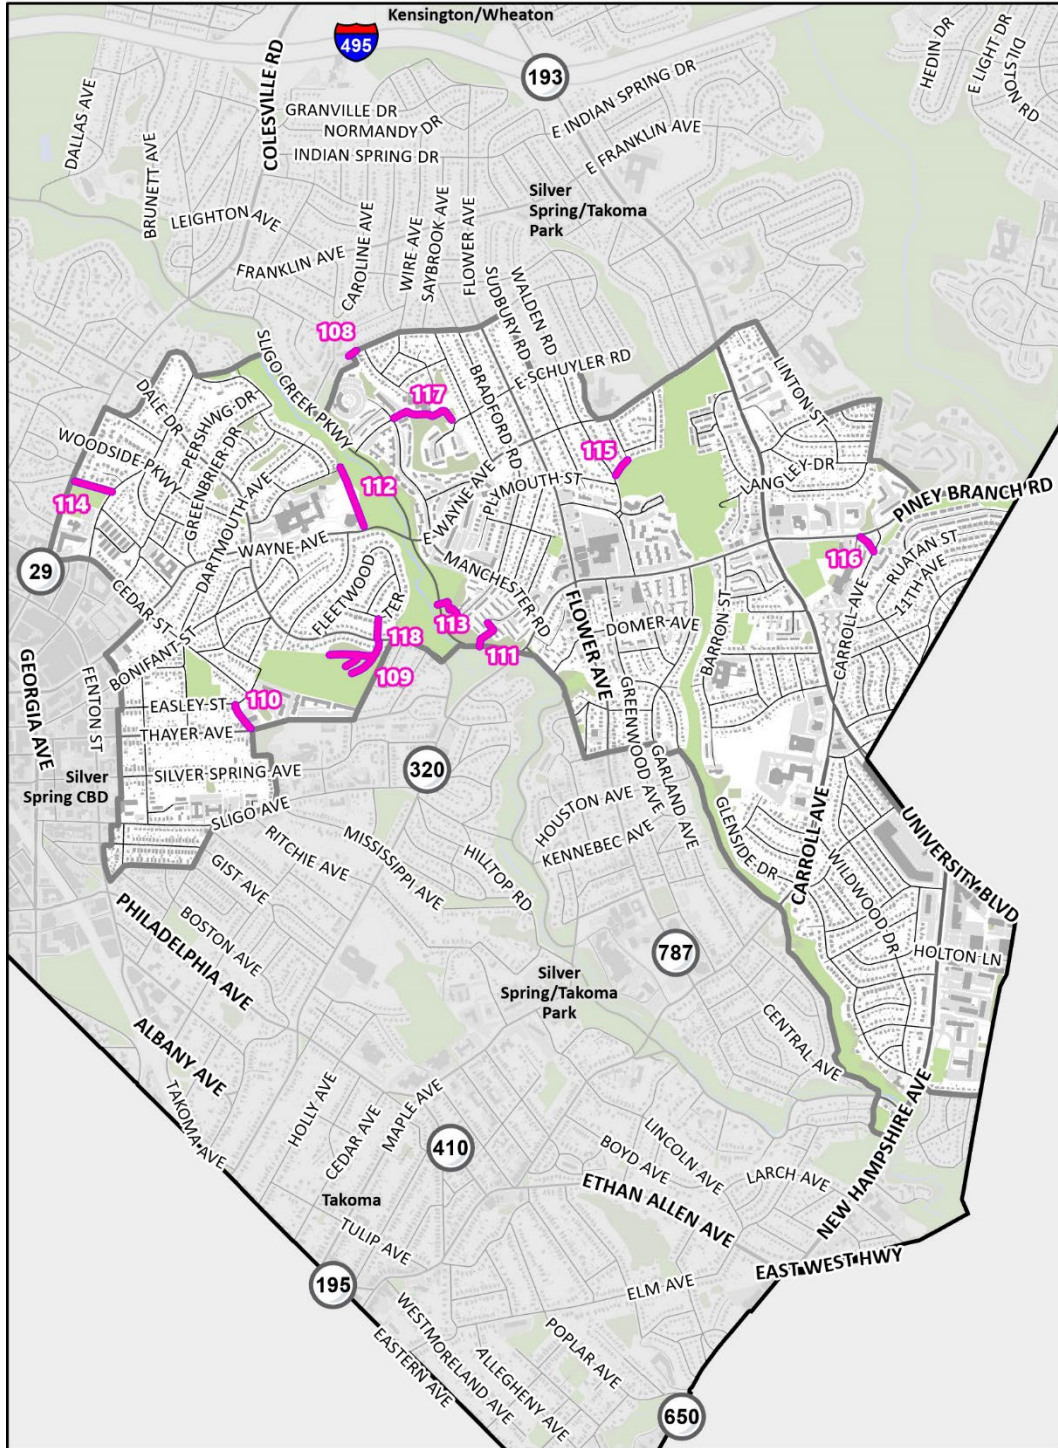 Kensington/Wheaton
495
193
HEDIN DR
E LIGHT DR
DILSTON RD
DALLAS AVE
BRUNETT AVE
COLESVILLE RD
GRANVILLE DR
NORMANDY DR
INDIAN SPRING DR
E INDIAN SPRING DR
E FRANKLIN AVE
LEIGHTON AVE
FRANKLIN AVE
CAROLINE AVE
WIRE AVE
SAYBROOK AVE
FLOWER AVE
Silver
Spring/Takoma
Park
SUDBURY RD
WALDEN RD
108
SLIGO CREEK PKWY
E SCHUYLER RD
LINTON ST
117
BRADFORD RD
DALE DR
PERSHING DR
WOODSIDE PKWY
GREENBRIER DR
DARTMOUTH AVE
114
112
115
PLYMOUTH ST
E WAYNE AVE
LANGLEY DR
PINEY BRANCH RD
WAYNE AVE
116
RUATAN ST
11TH AVE
CARROLL AVE
29
CEDAR ST
FLEETWOOD
TER
MANCHESTER RD
BONIFANT ST
113
118
111
109
FLOWER AVE
DOMER AVE
BARRON ST
GEORGIA AVE
FENTON ST
EASLEY ST
110
THAYER AVE
GREENWOOD AVE
GARLAND AVE
Silver
Spring CBD
SILVER SPRING AVE
320
SLIGO AVE
HOUSTON AVE
KENNEBEC AVE
GLENSIDE DR
CARROLL AVE
UNIVERSITY BLVD
RITCHIE AVE
MISSISSIPPI AVE
HILLTOP RD
WILDWOOD DR
GIST AVE
BOSTON AVE
PHILADELPHIA AVE
787
HOLTON LN
Silver
Spring/Takoma
Park
CENTRAL AVE
ALBANY AVE
TAKOMA AVE
HOLLY AVE
CEDAR AVE
MAPLE AVE
410
LINCOLN AVE
BOYD AVE
LARCH AVE
NEW HAMPSHIRE AVE
ETHAN ALLEN AVE
Takoma
TULIP AVE
EAST WEST HWY
195
ELM AVE
WESTMORELAND AVE
EASTERN AVE
ALLEGHENY AVE
POPLAR AVE
650